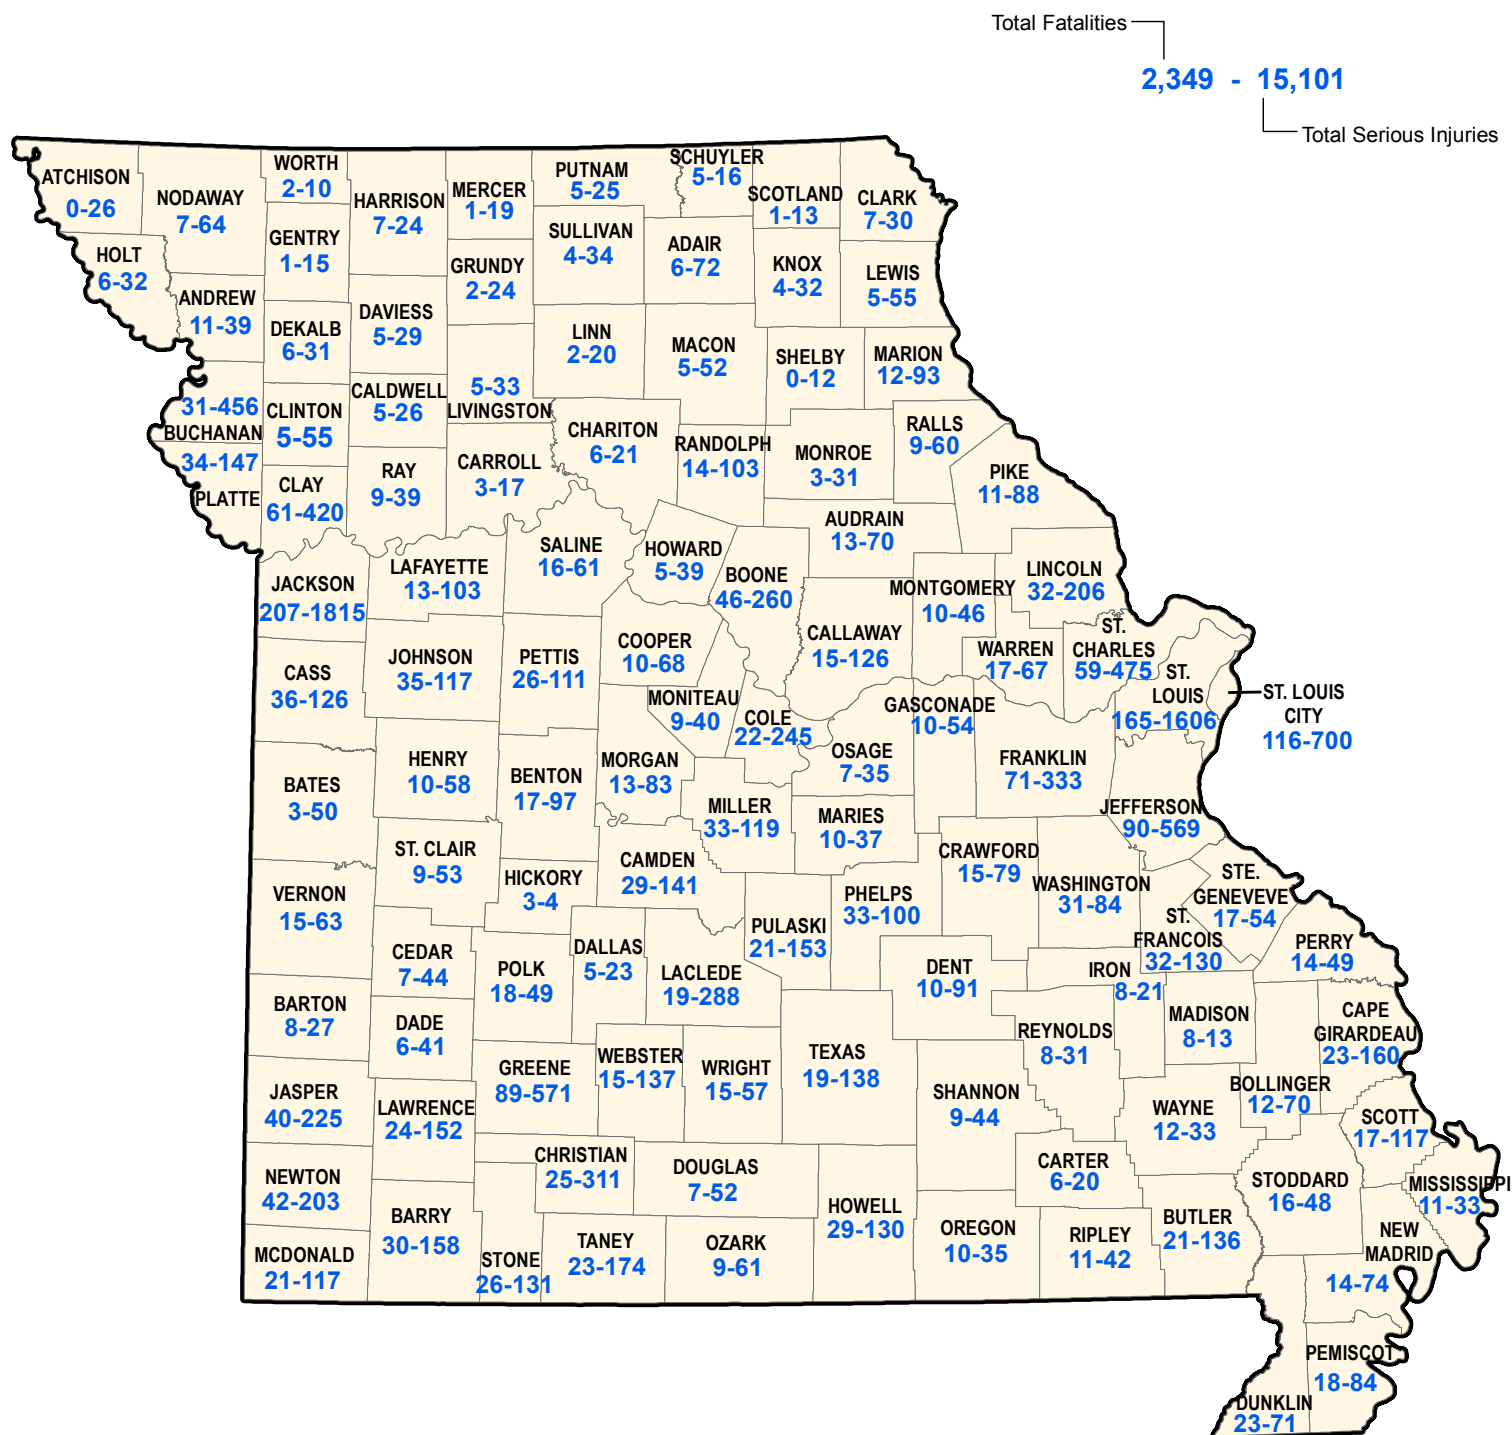 Total Fatalities
2,349 - 15,101
Total Serious Injuries
ATCHISON
0-26
NODAWAY
7-64
WORTH
2-10
HARRISON
7-24
MERCER
1-19
PUTNAM
5-25
SCHUYLER
5-16
SCOTLAND
1-13
CLARK
7-30
HOLT
6-32
GENTRY
1-15
GRUNDY
2-24
SULLIVAN
4-34
ADAIR
6-72
KNOX
4-32
LEWIS
5-55
ANDREW
11-39
DEKALB
6-31
DAVIESS
5-29
LINN
2-20
MACON
5-52
SHELBY
0-12
MARION
12-93
31-456
BUCHANAN
CLINTON
5-55
CALDWELL
5-26
5-33
LIVINGSTON
CHARITON
6-21
RANDOLPH
14-103
MONROE
3-31
RALLS
9-60
34-147
PLATTE
CLAY
61-420
RAY
9-39
CARROLL
3-17
PIKE
11-88
AUDRAIN
13-70
JACKSON
207-1815
LAFAYETTE
13-103
SALINE
16-61
HOWARD
5-39
BOONE
46-260
MONTGOMERY
10-46
LINCOLN
32-206
CALLAWAY
15-126
WARREN
17-67
ST.
CHARLES
59-475
ST.
LOUIS
165-1606
ST. LOUIS
CITY
116-700
CASS
36-126
JOHNSON
35-117
PETTIS
26-111
COOPER
10-68
MONITEAU
9-40
COLE
22-245
GASCONADE
10-54
OSAGE
7-35
FRANKLIN
71-333
JEFFERSON
90-569
BATES
3-50
HENRY
10-58
BENTON
17-97
MORGAN
13-83
MILLER
33-119
MARIES
10-37
CRAWFORD
15-79
WASHINGTON
31-84
STE.
GENEVEVE
17-54
VERNON
15-63
ST. CLAIR
9-53
HICKORY
3-4
CAMDEN
29-141
PULASKI
21-153
PHELPS
33-100
ST.
FRANCOIS
32-130
PERRY
14-49
CEDAR
7-44
POLK
18-49
DALLAS
5-23
LACLEDE
19-288
DENT
10-91
IRON
8-21
MADISON
8-13
CAPE
GIRARDEAU
23-160
BARTON
8-27
DADE
6-41
GREENE
89-571
WEBSTER
15-137
WRIGHT
15-57
TEXAS
19-138
REYNOLDS
8-31
SHANNON
9-44
WAYNE
12-33
BOLLINGER
12-70
SCOTT
17-117
JASPER
40-225
LAWRENCE
24-152
CHRISTIAN
25-311
DOUGLAS
7-52
CARTER
6-20
STODDARD
16-48
MISSISSIPPI
11-33
NEWTON
42-203
BARRY
30-158
STONE
26-131
TANEY
23-174
OZARK
9-61
HOWELL
29-130
OREGON
10-35
RIPLEY
11-42
BUTLER
21-136
NEW
MADRID
14-74
MCDONALD
21-117
PEMISCOT
18-84
DUNKLIN
23-71